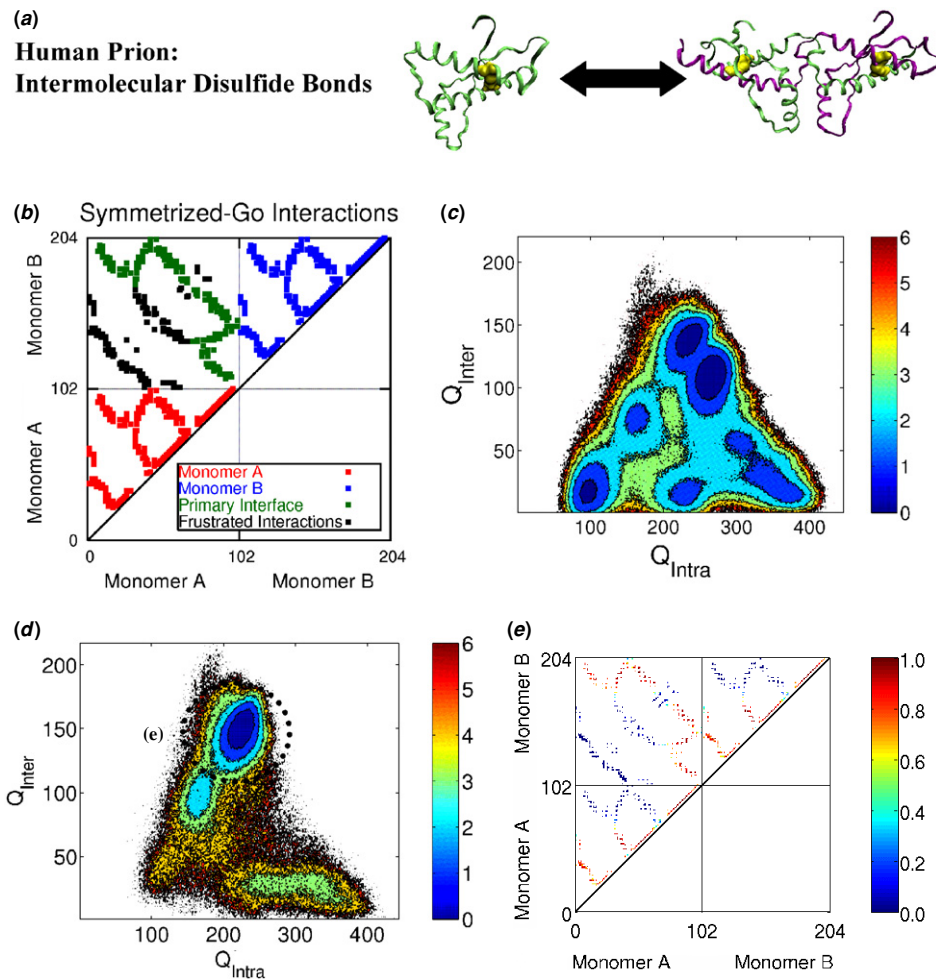 (a)
Human Prion:
Intermolecular Disulfide Bonds
(b)
Symmetrized-Go Interactions
204
102
0
Monomer B
Monomer A
Monomer A
Monomer B
Primary Interface
Frustrated Interactions
0 102 204
Monomer A Monomer B
(c)
200
150
100
50
Q Inter
100 200 300 400
Q Intra
6
5
4
3
2
1
0
(d)
200
150
100
50
(e)
Q Inter
100 200 300 400
Q Intra
6
5
4
3
2
1
0
(e)
204
102
0
Monomer B
Monomer A
0 102 204
Monomer A Monomer B
1.0
0.8
0.6
0.4
0.2
0.0